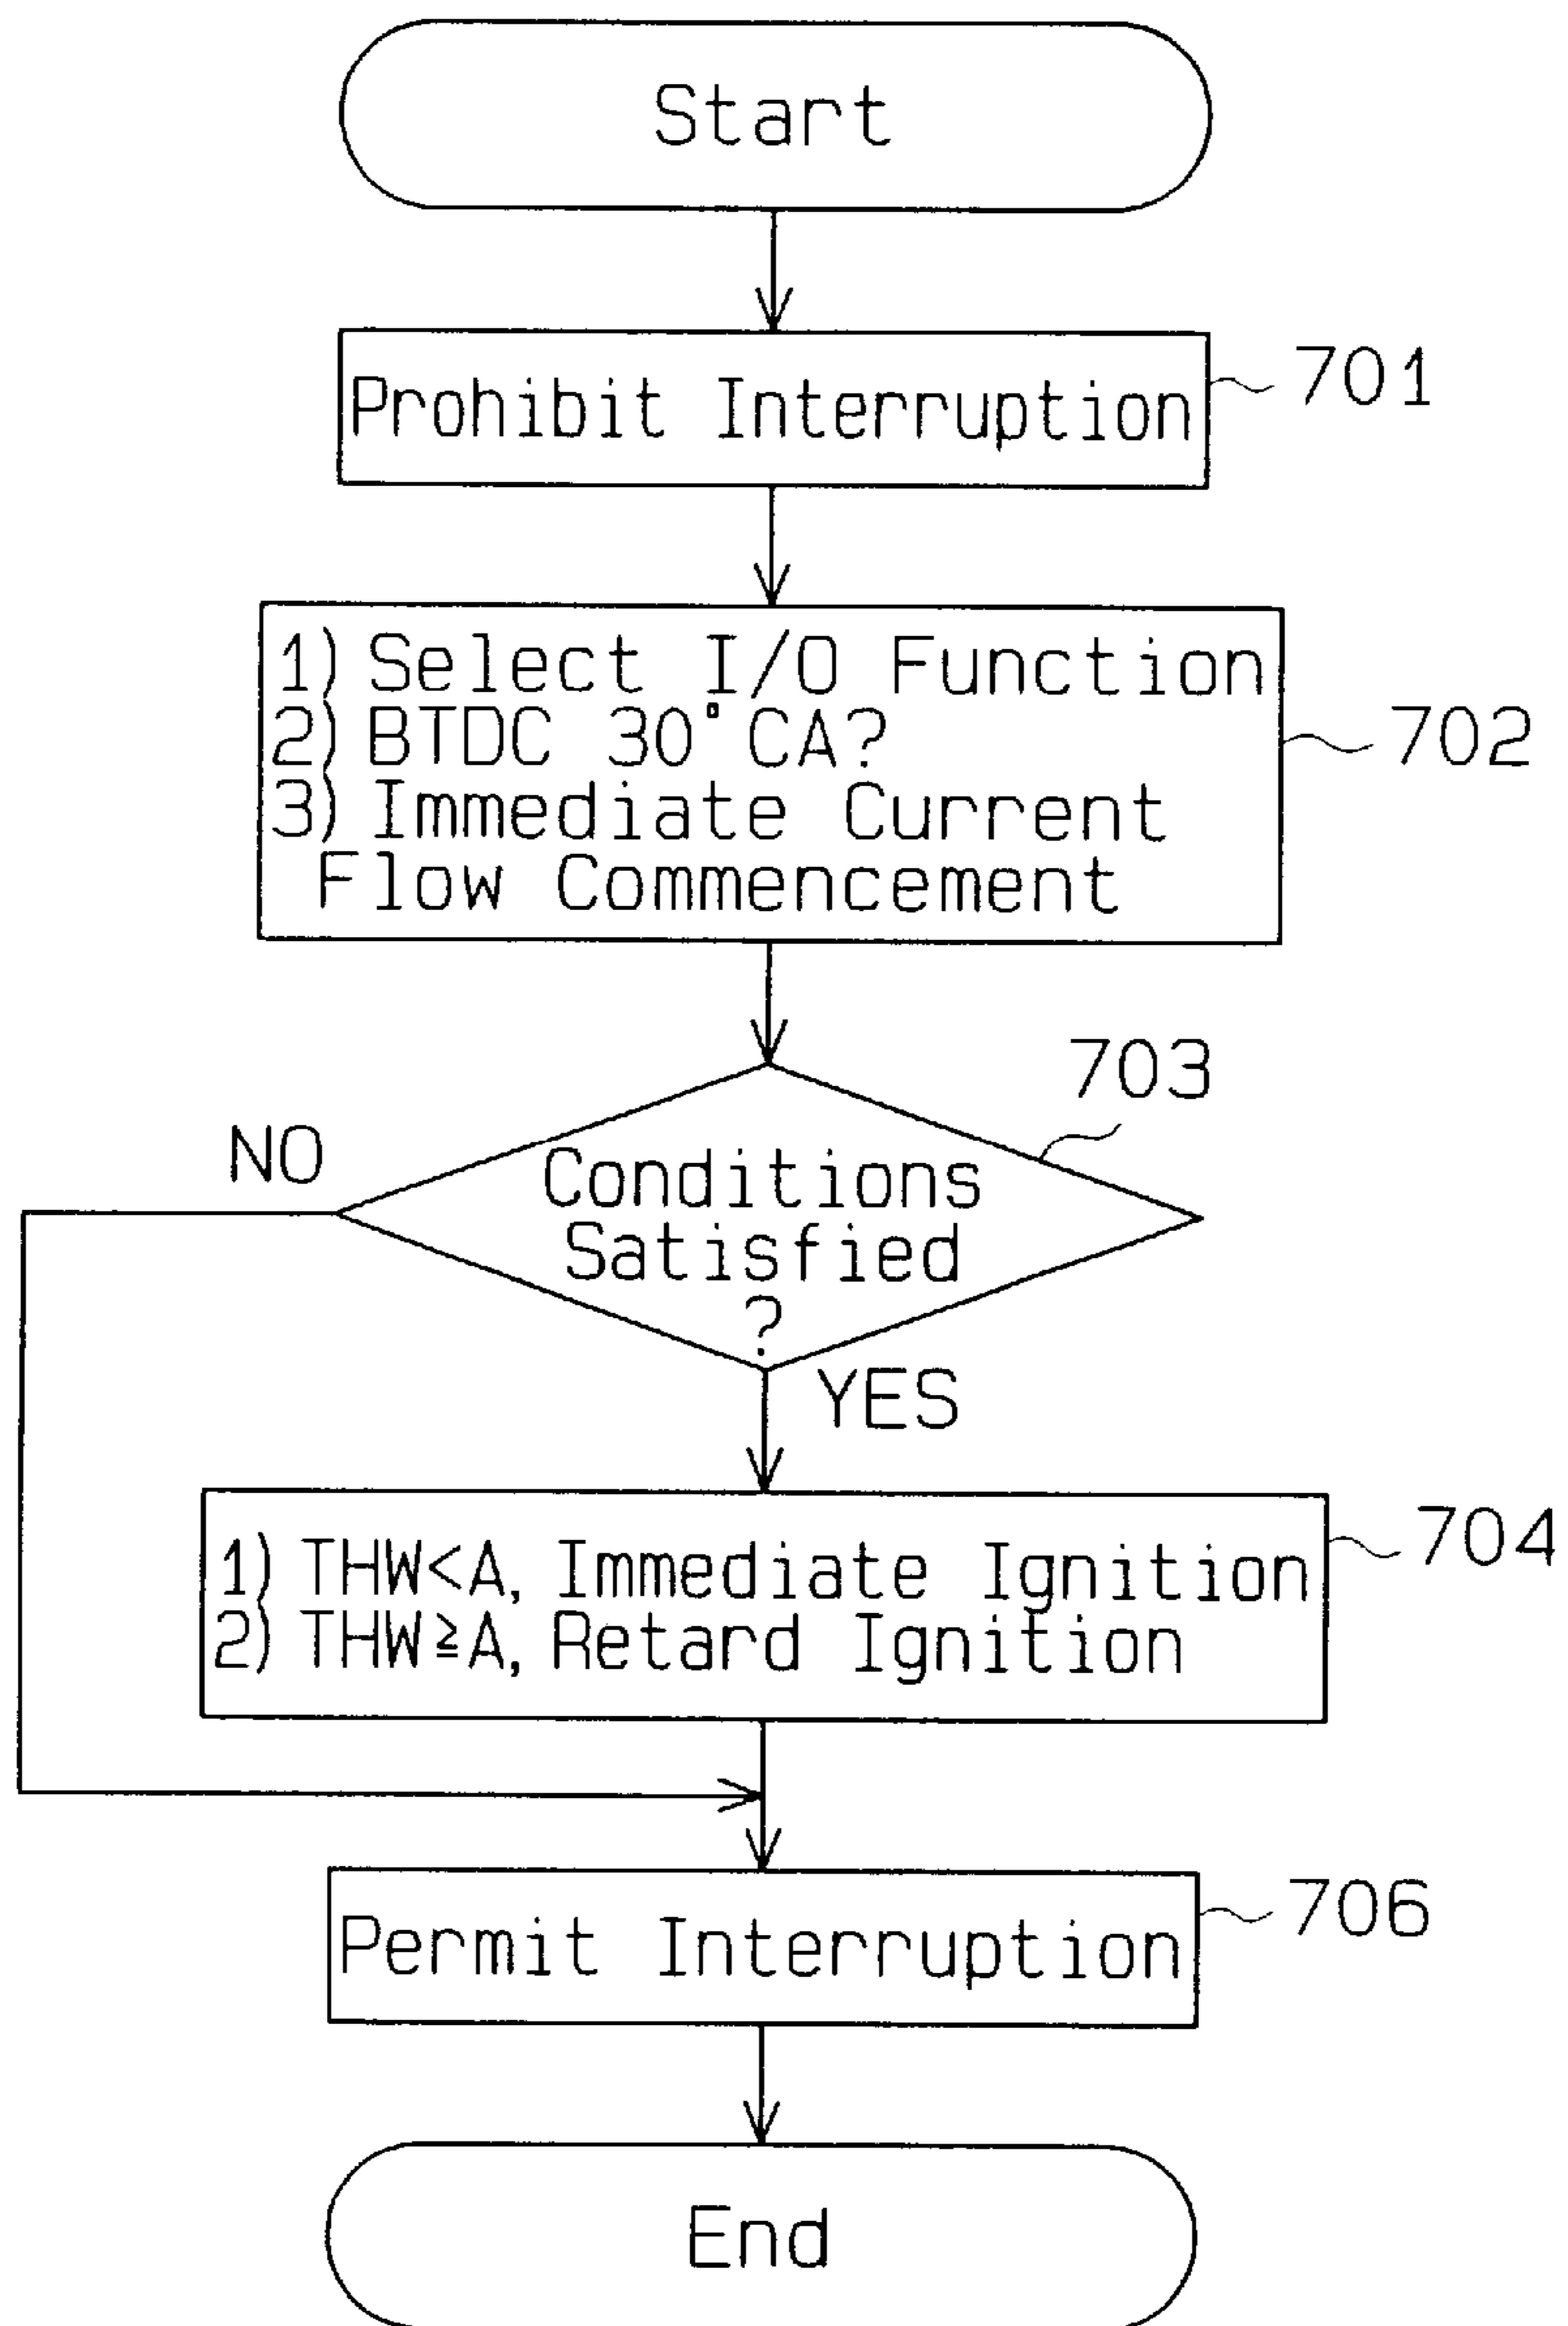 Start
Prohibit Interruption
701
1) Select I/O Function
2) BTDC 30° CA?
3) Immediate Current
Flow Commencement
702
703
NO
Conditions
Satisfied
?
YES
1) THW<A, Immediate Ignition
2) THW≧A, Retard Ignition
704
Permit Interruption
706
End